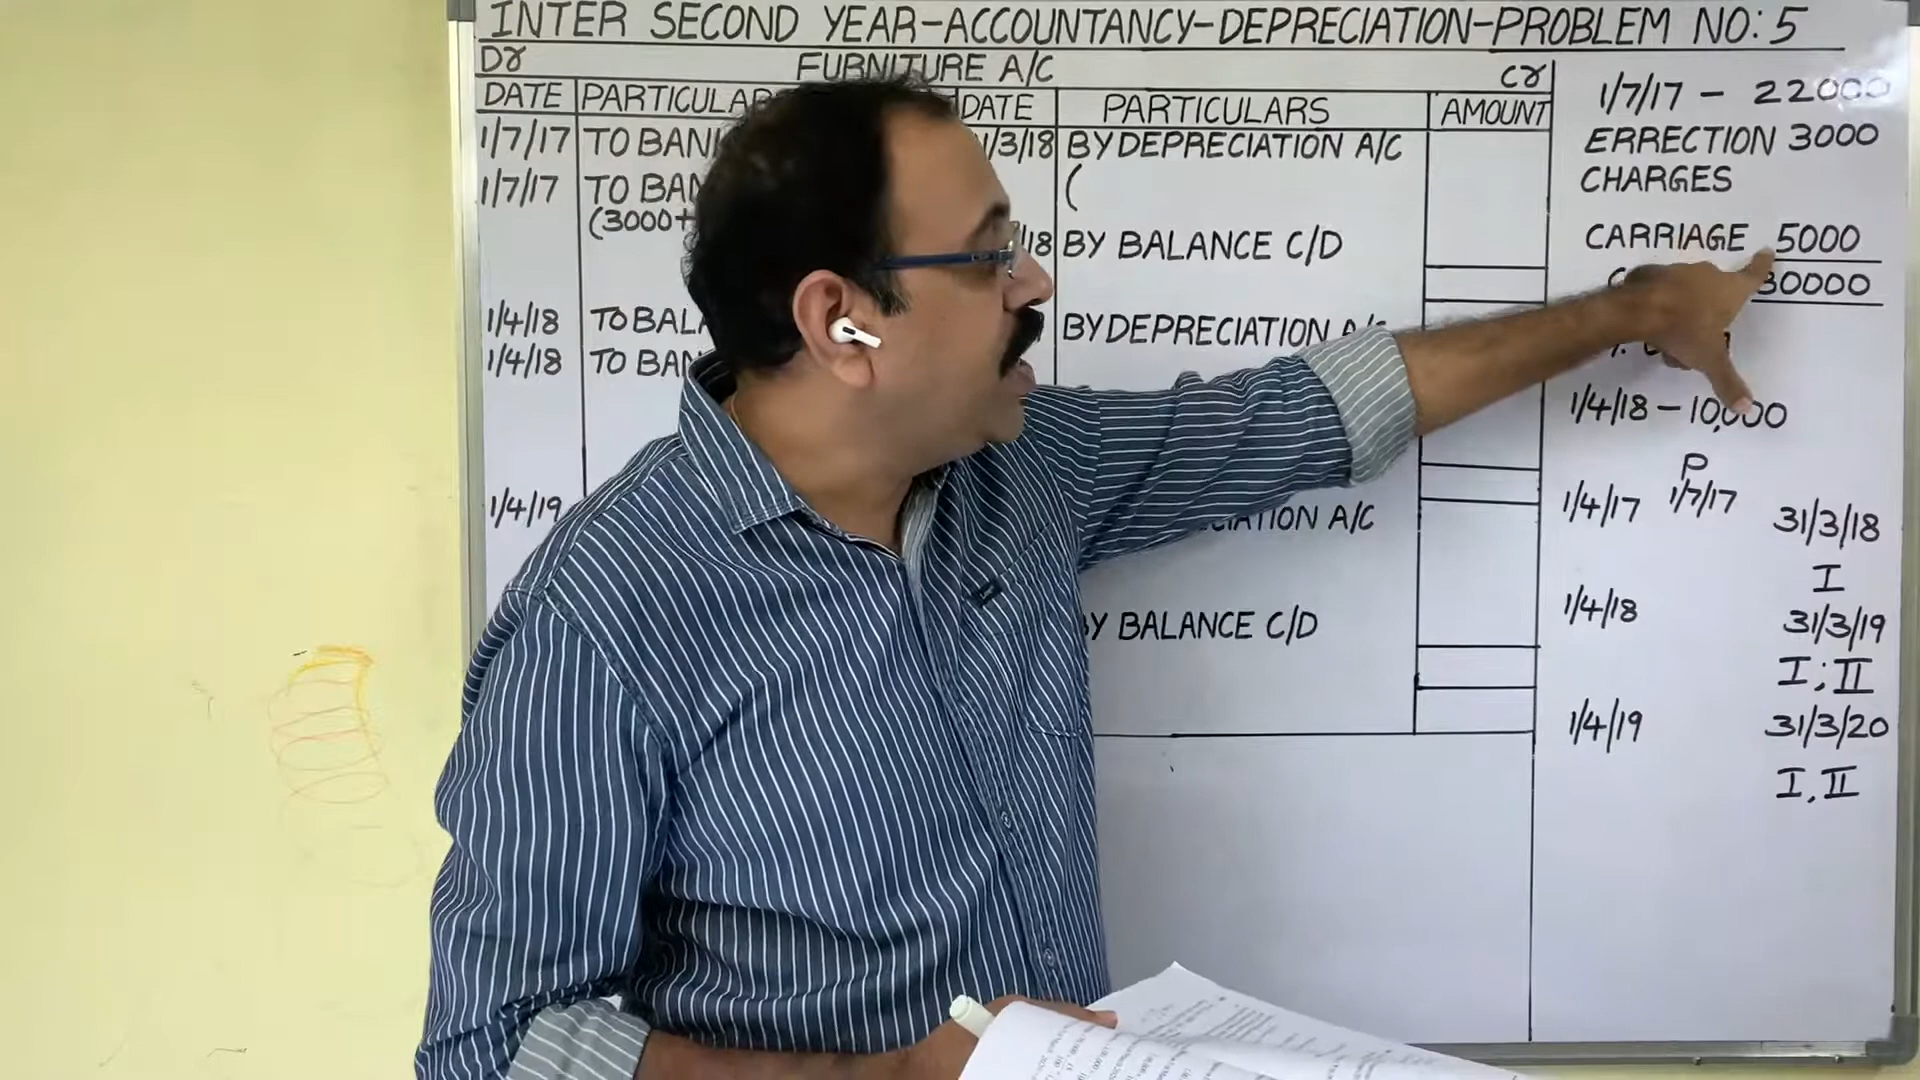 INTER SECOND YEAR-ACCOUNTANCY-DEPRECIATION-PROBLEM NO: 5
Dr FURNITURE A/C Cr
DATE PARTICULA DATE PARTICULARS AMOUNT
1/7/17 TO BAN /3/18 BY DEPRECIATION A/C
1/7/17 TO BAN (
(3000+
/18 BY BALANCE C/D
1/4/18 TO BAL BY DEPRECIATION
1/4/18 TO BAN
1/4/19 CIATION A/C
BY BALANCE C/D
1/7/17 - 22000
ERRECTION 3000
CHARGES
CARRIAGE 5000
30000
1/4/18 - 10,000
P
1/4/17 1/7/17 31/3/18
I
1/4/18 31/3/19
I; II
1/4/19 31/3/20
I, II